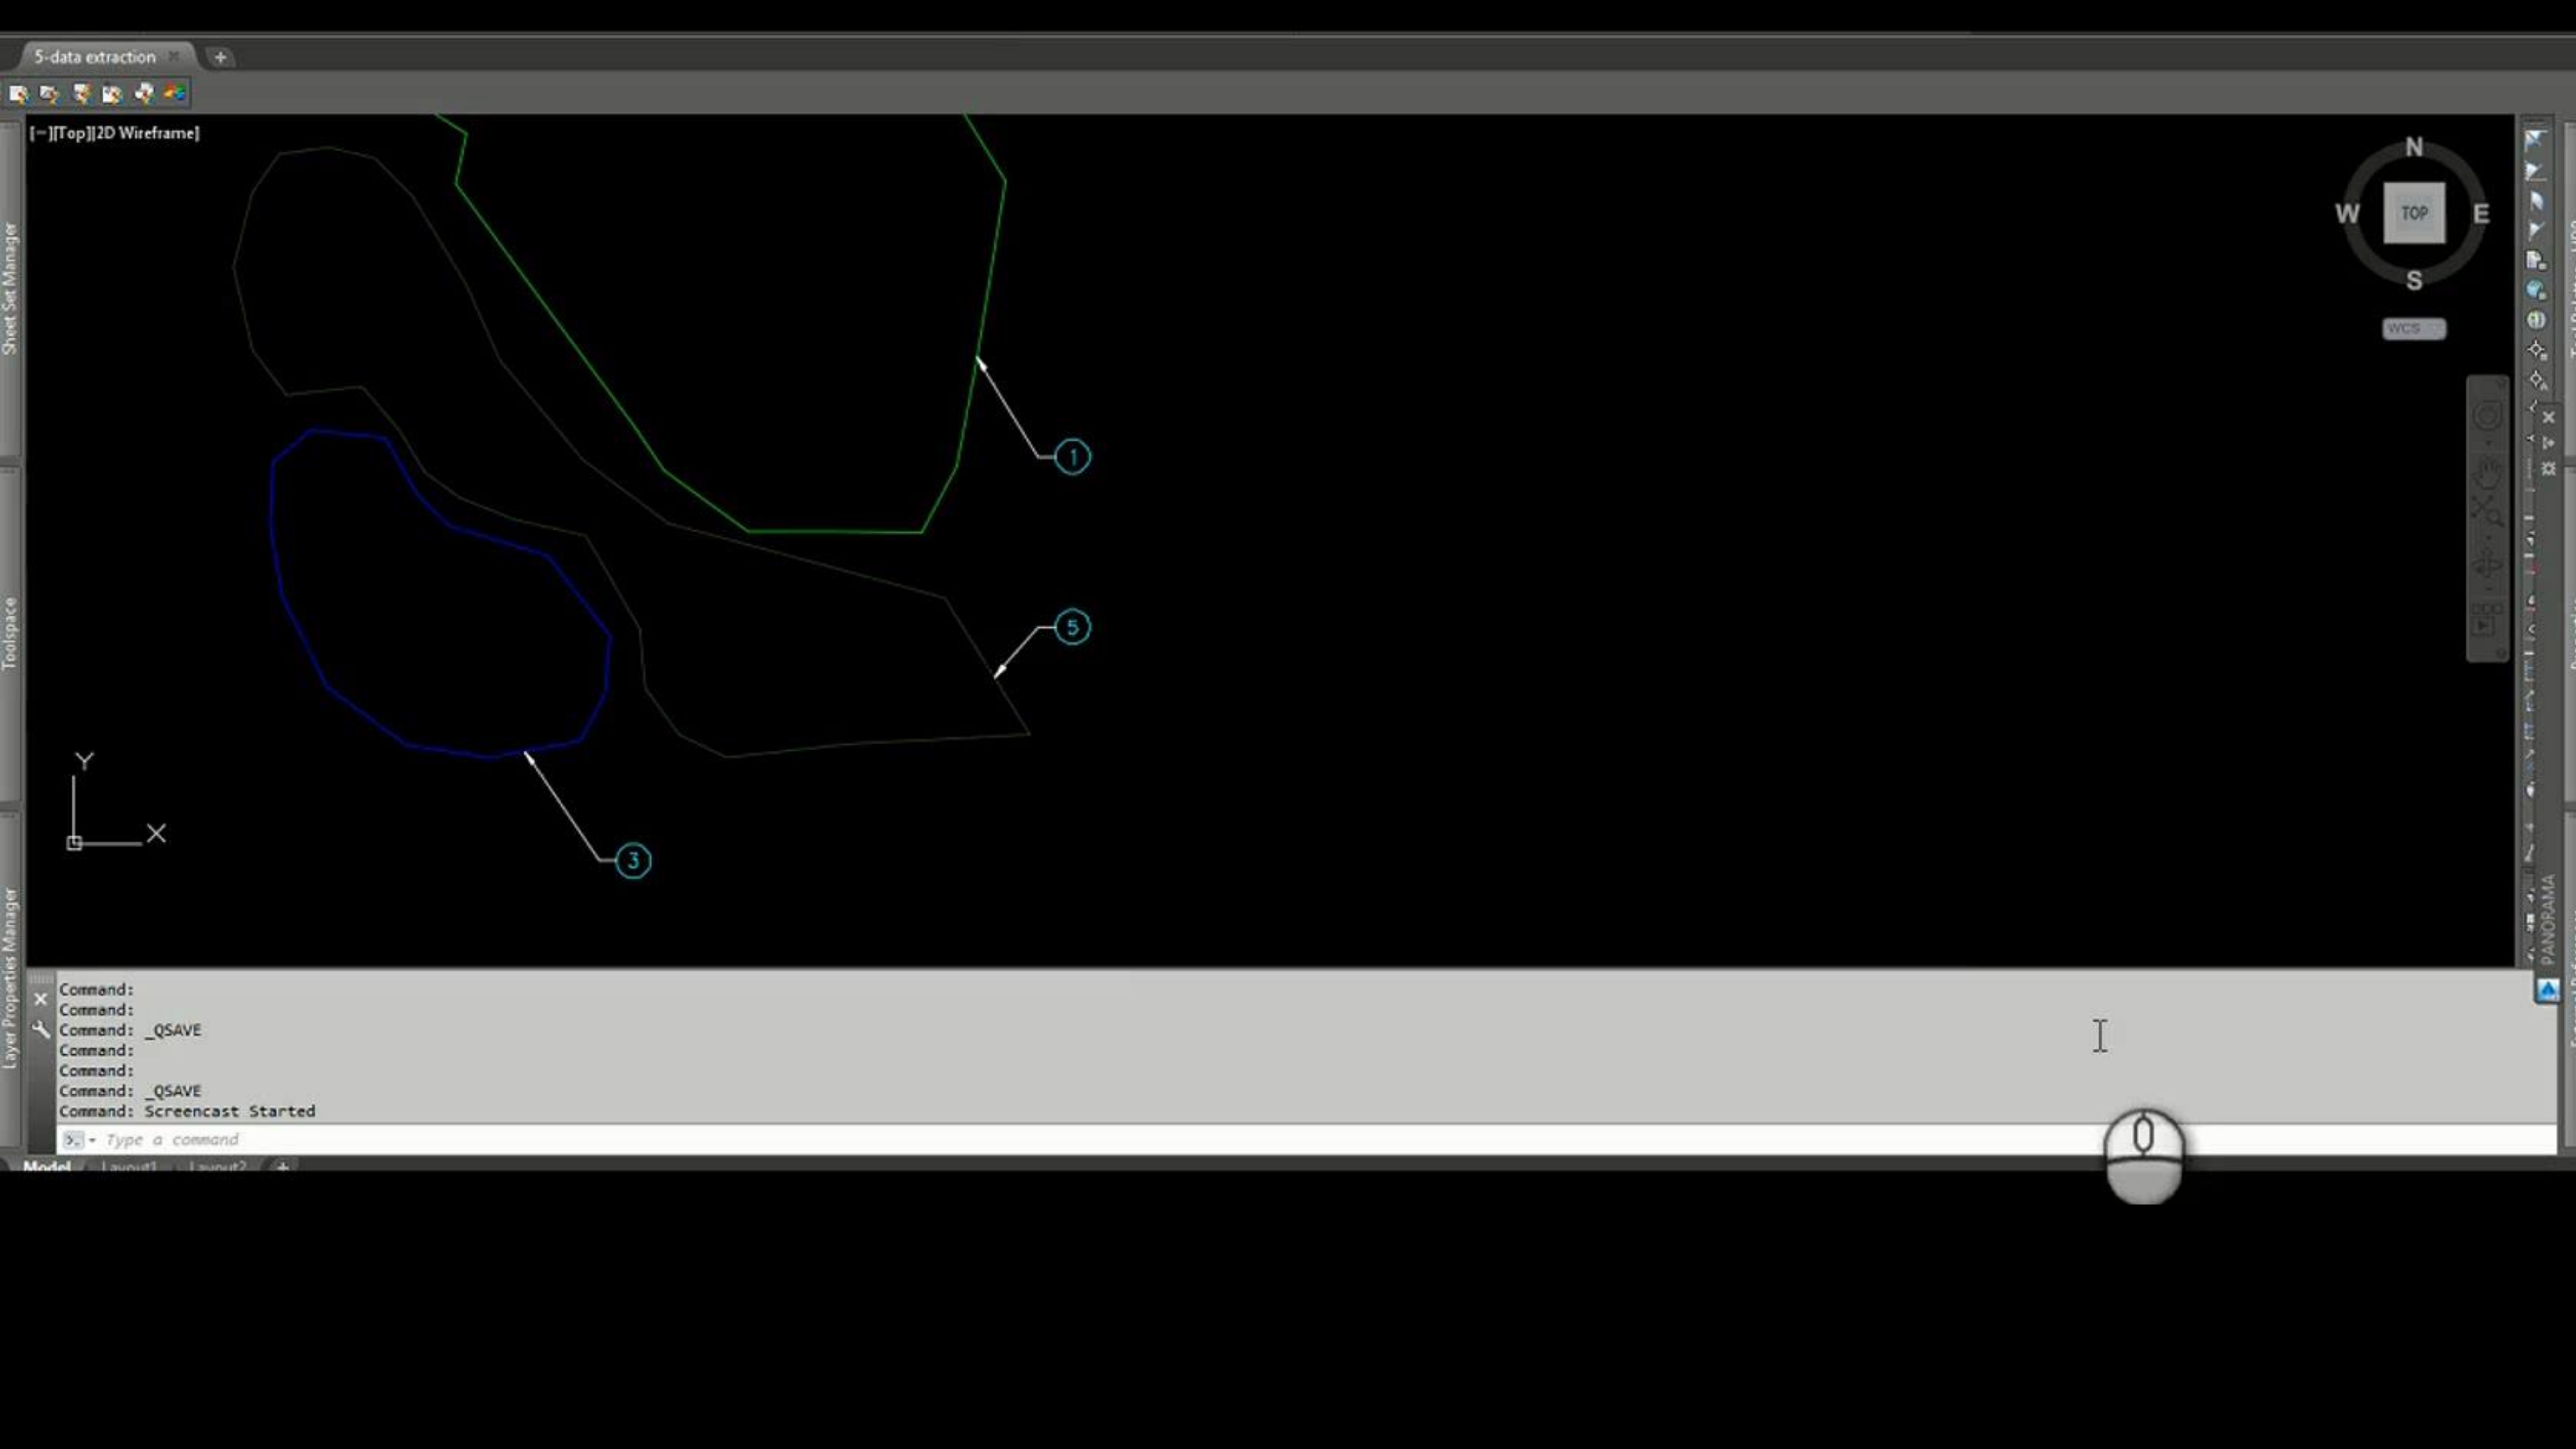 5-data extraction
[−][Top][2D Wireframe]
N
W
TOP
E
S
WCS
Sheet Set Manager
Toolspace
Layer Properties Manager
1
5
3
Y
X
PANORAMA
Command:
Command:
Command: _QSAVE
Command:
Command:
Command: _QSAVE
Command: Screencast Started
Type a command
Model Layout1 Layout2 +